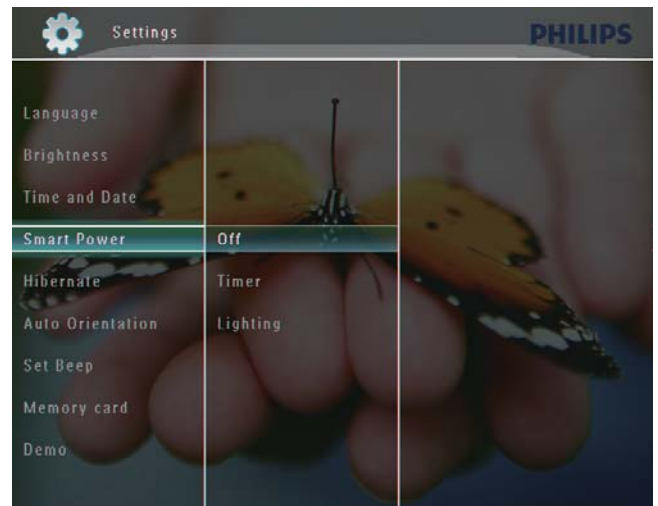 Settings
PHILIPS
Language
Brightness
Time and Date
Smart Power
Off
Hibernate
Timer
Auto Orientation
Lighting
Set Beep
Memory card
Demo